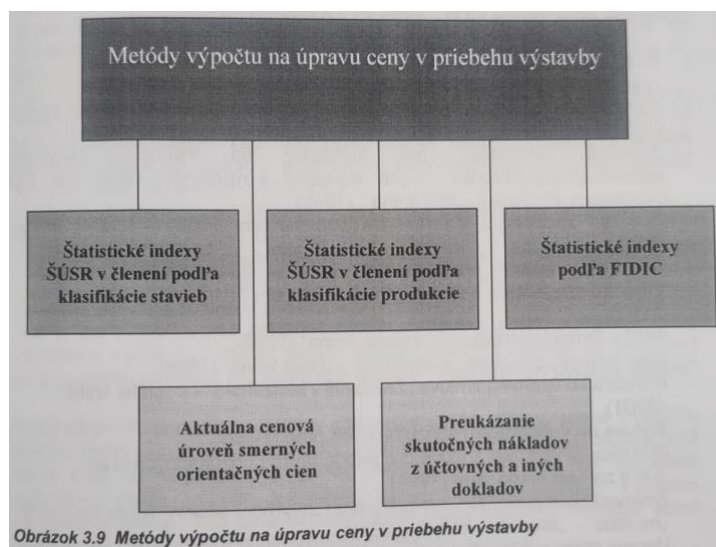 Metódy výpočtu na úpravu ceny v priebehu výstavby
Štatistické indexy
ŠÚSR v členení podľa
klasifikácie stavieb
Štatistické indexy
ŠÚSR v členení podľa
klasifikácie produkcie
Štatistické indexy
podľa FIDIC
Aktuálna cenová
úroveň smerných
orientačných cien
Preukázanie
skutočných nákladov
z účtovných a iných
dokladov
Obrázok 3.9 Metódy výpočtu na úpravu ceny v priebehu výstavby